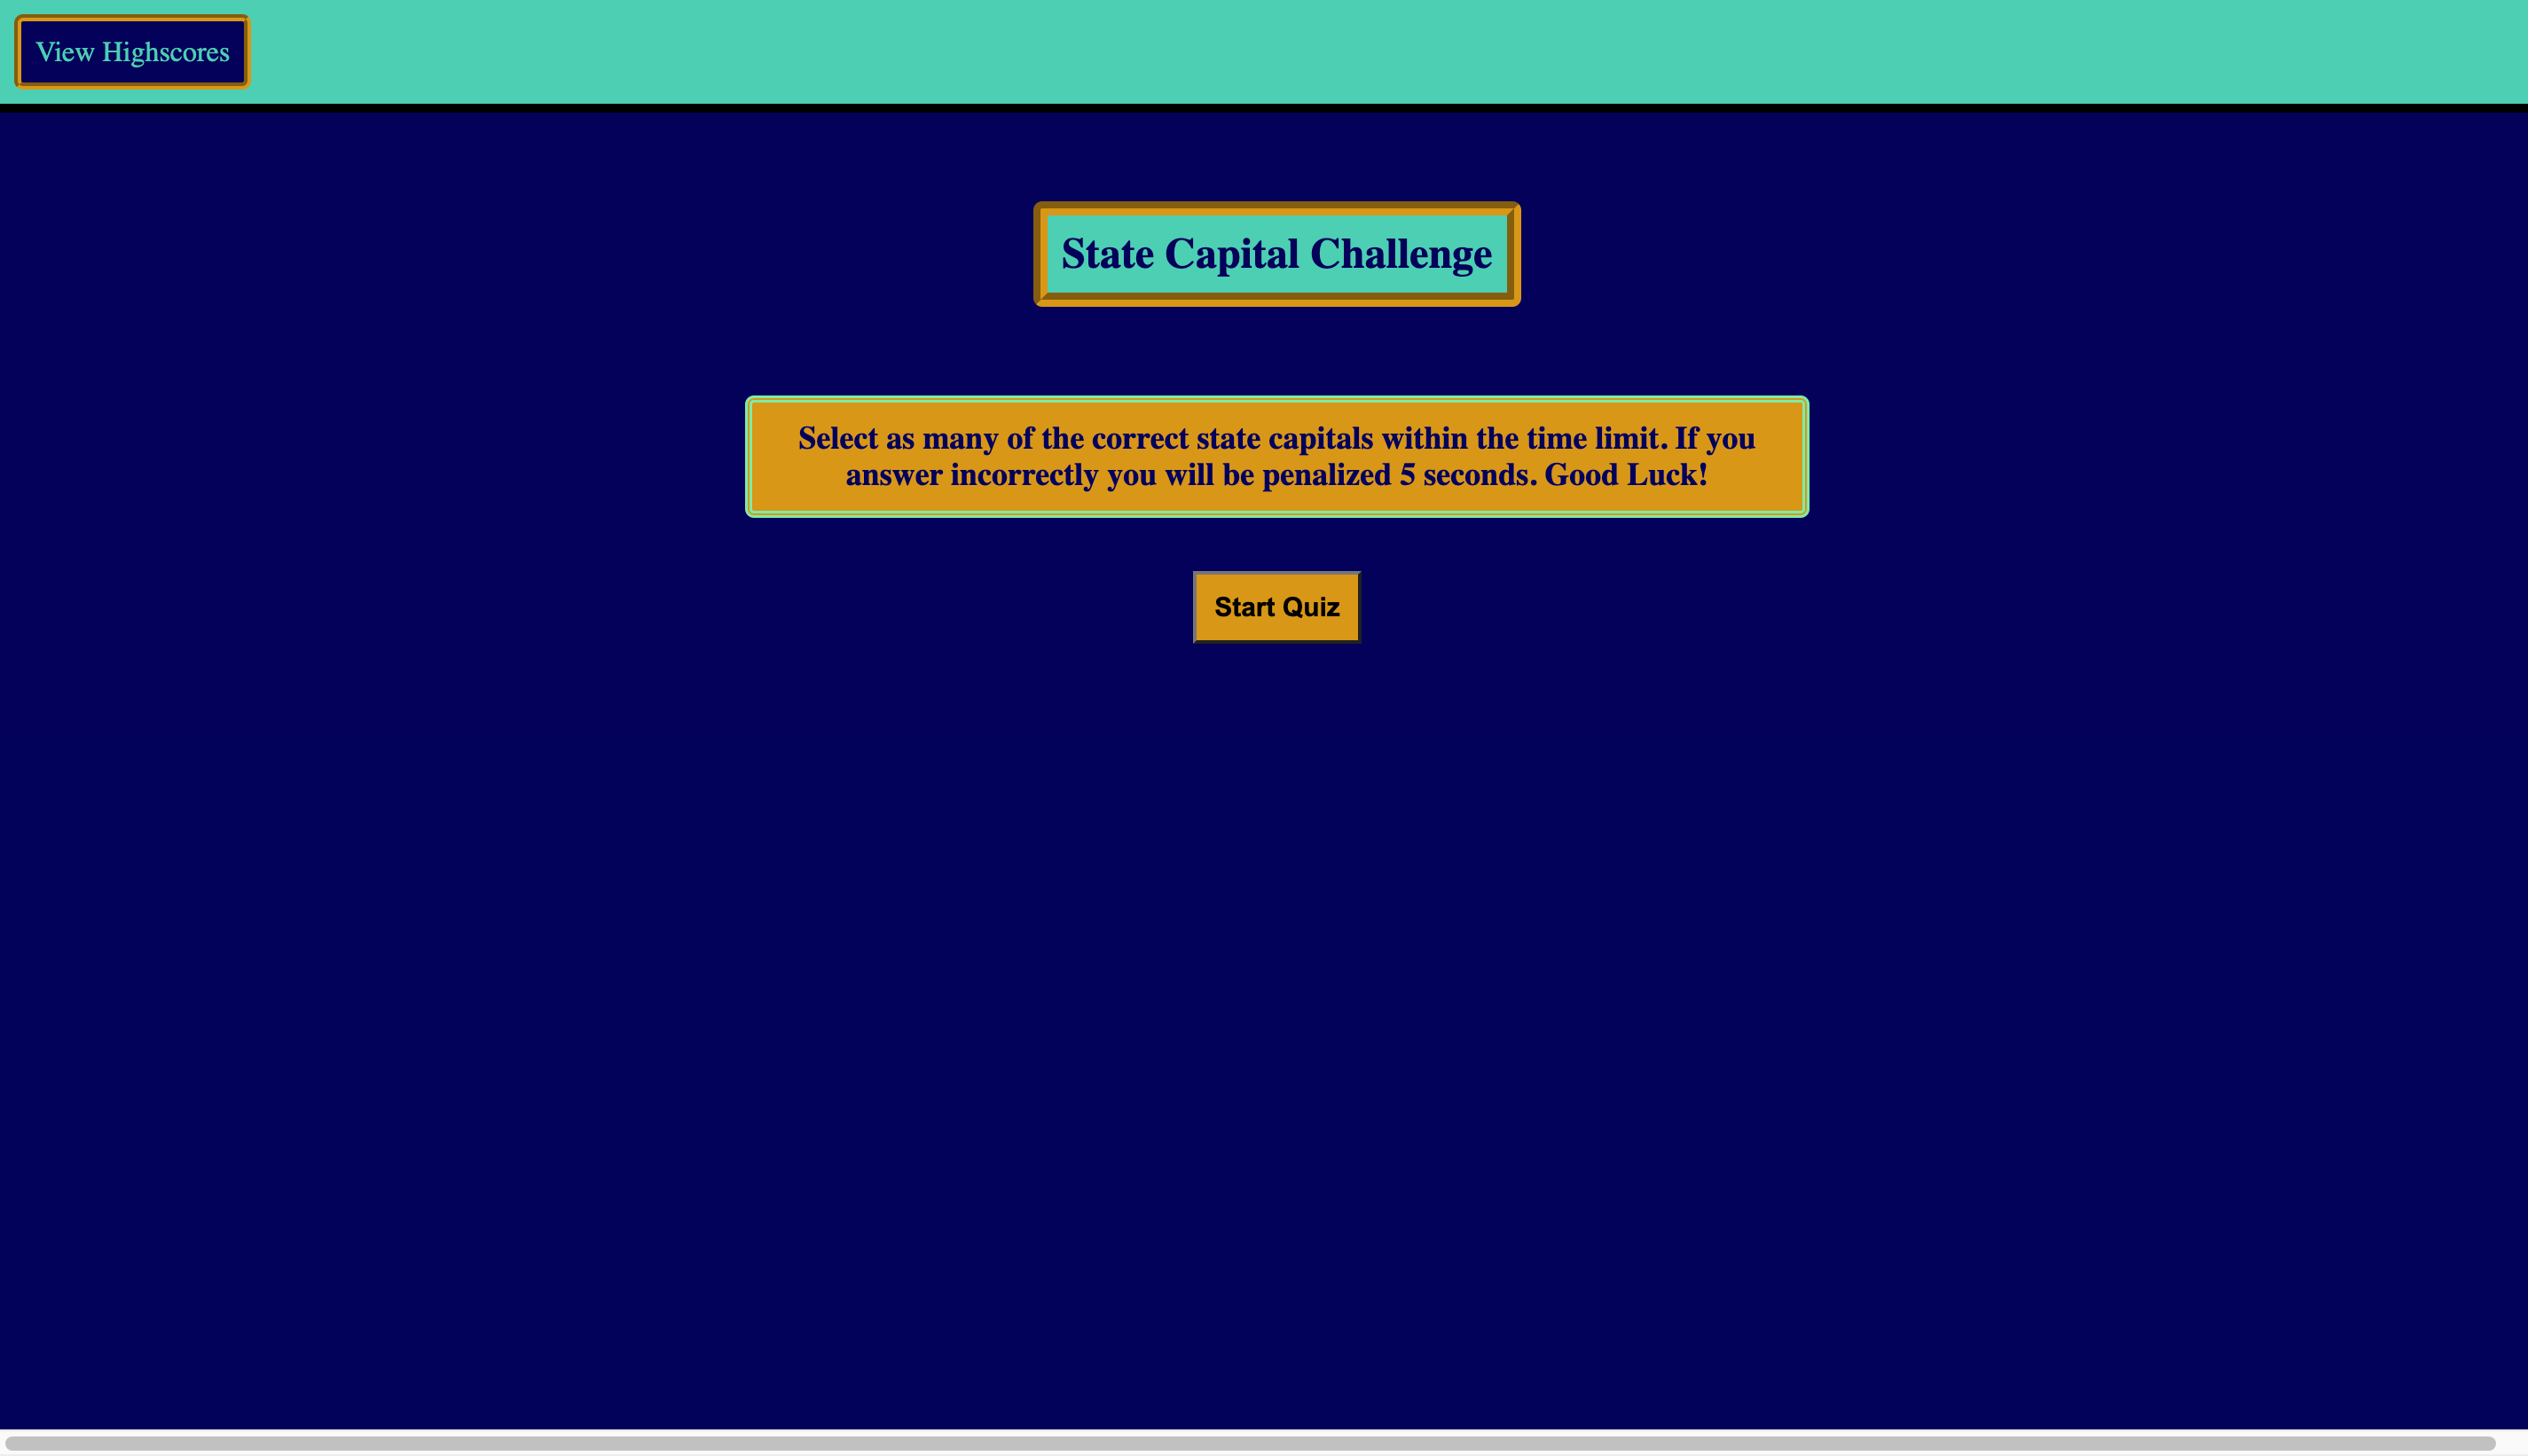 View Highscores
State Capital Challenge
Select as many of the correct state capitals within the time limit. If you
answer incorrectly you will be penalized 5 seconds. Good Luck!
Start Quiz